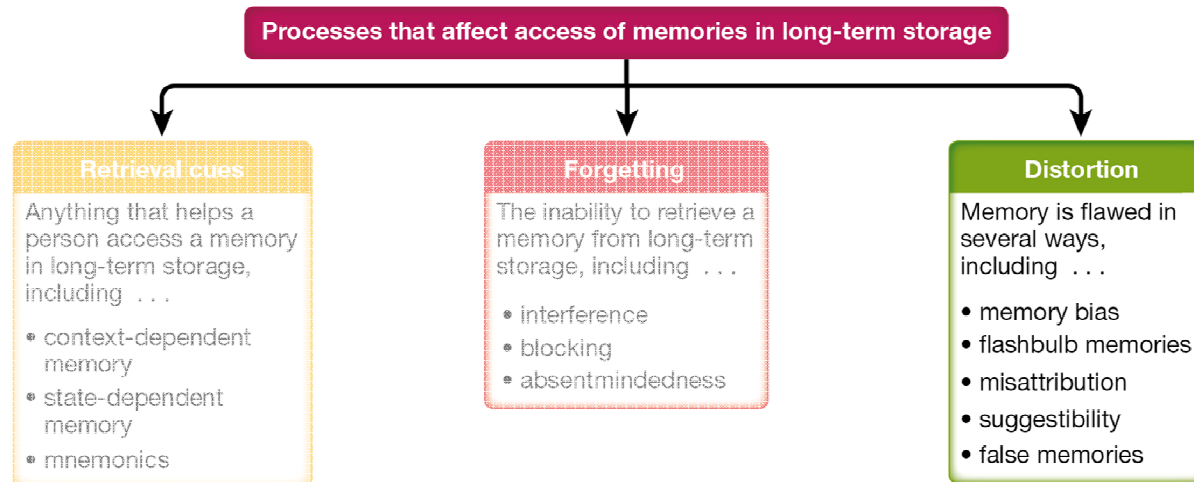 Processes that affect access of memories in long-term storage
Retrieval cues
Anything that helps a
person access a memory
in long-term storage,
including . . .
• context-dependent
memory
• state-dependent
memory
• mnemonics
Forgetting
The inability to retrieve a
memory from long-term
storage, including . . .
• interference
• blocking
• absentmindedness
Distortion
Memory is flawed in
several ways,
including . . .
• memory bias
• flashbulb memories
• misattribution
• suggestibility
• false memories